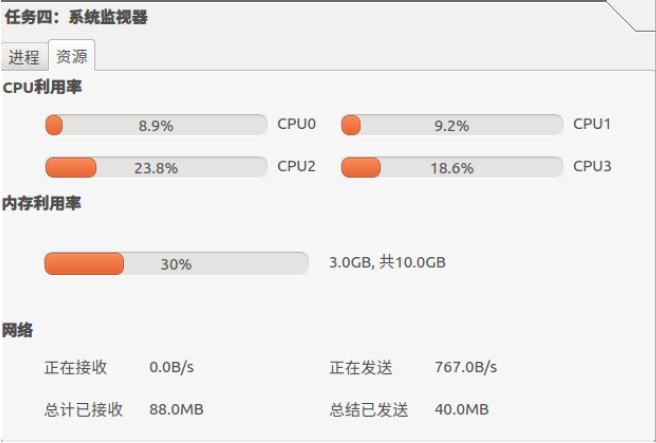 任务四：系统监视器
进程 资源
CPU利用率
8.9% CPU0 9.2% CPU1
23.8% CPU2 18.6% CPU3
内存利用率
30% 3.0GB, 共10.0GB
网络
正在接收 0.0B/s 正在发送 767.0B/s
总计已接收 88.0MB 总结已发送 40.0MB